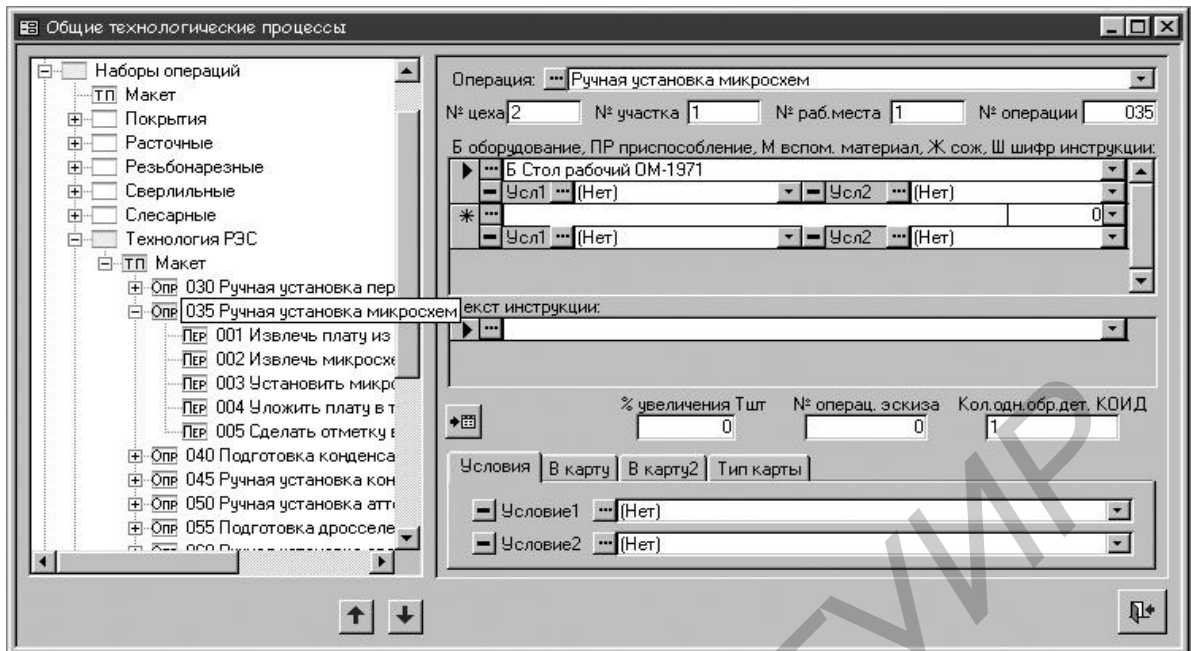 Общие технологические процессы
Наборы операций
ТП Макет
Покрытия
Расточные
Резьбонарезные
Сверлильные
Слесарные
Технология РЭС
ТП Макет
Опр 030 Ручная установка пер
Опр 035 Ручная установка микросхем
Пер 001 Извлечь плату из
Пер 002 Извлечь микросхе
Пер 003 Установить микро
Пер 004 Уложить плату в т
Пер 005 Сделать отметку в
Опр 040 Подготовка конденса
Опр 045 Ручная установка кон
Опр 050 Ручная установка атт
Опр 055 Подготовка дросселе
Операция: Ручная установка микросхем
№ цеха 2 № участка 1 № раб.места 1 № операции 035
Б оборудование, ПР приспособление, М вспом. материал, Ж сож, Ш шифр инструкции:
Б Стол рабочий ОМ-1971
Усл1 (Нет) Усл2 (Нет)
0
Усл1 (Нет) Усл2 (Нет)
екст инструкции:
% увеличения Тшт № операц. эскиза Кол.одн.обр.дет. КОИД
0 0 1
Условия В карту В карту2 Тип карты
Условие1 (Нет)
Условие2 (Нет)
ГУИР